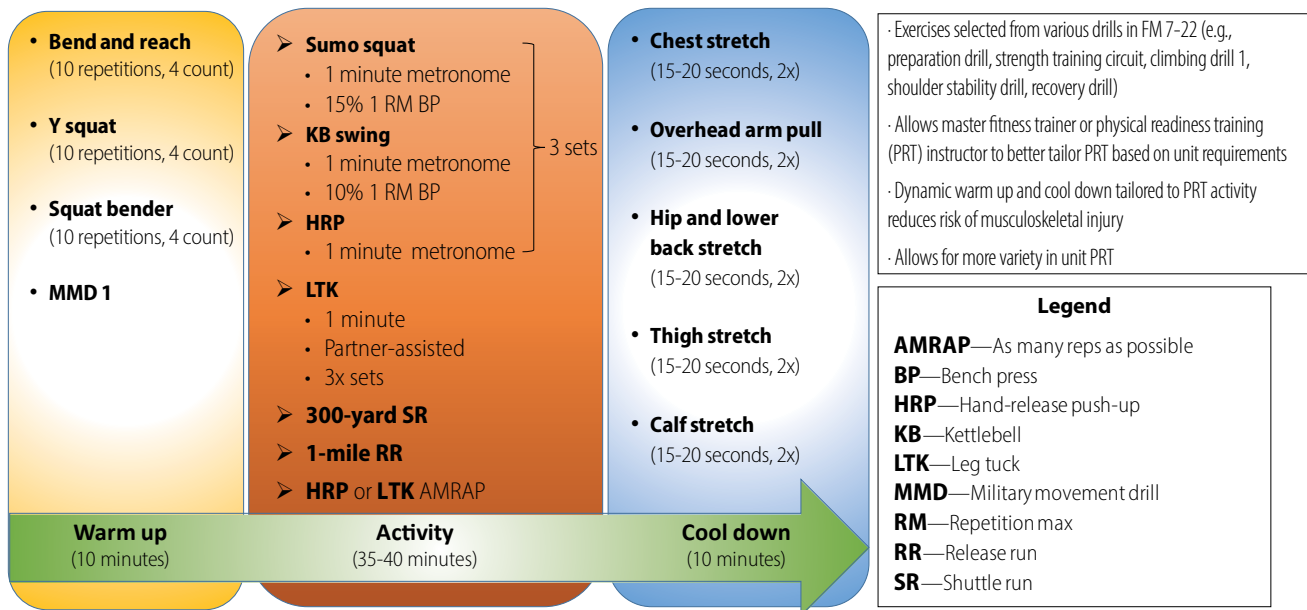 • Bend and reach
(10 repetitions, 4 count)
• Y squat
(10 repetitions, 4 count)
• Squat bender
(10 repetitions, 4 count)
• MMD 1
➢ Sumo squat
• 1 minute metronome
• 15% 1 RM BP
➢ KB swing
• 1 minute metronome
• 10% 1 RM BP
➢ HRP
• 1 minute metronome
3 sets
➢ LTK
• 1 minute
• Partner-assisted
• 3x sets
➢ 300-yard SR
➢ 1-mile RR
➢ HRP or LTK AMRAP
• Chest stretch
(15-20 seconds, 2x)
• Overhead arm pull
(15-20 seconds, 2x)
• Hip and lower
back stretch
(15-20 seconds, 2x)
• Thigh stretch
(15-20 seconds, 2x)
• Calf stretch
(15-20 seconds, 2x)
Warm up
(10 minutes)
Activity
(35-40 minutes)
Cool down
(10 minutes)
· Exercises selected from various drills in FM 7-22 (e.g.,
preparation drill, strength training circuit, climbing drill 1,
shoulder stability drill, recovery drill)
· Allows master fitness trainer or physical readiness training
(PRT) instructor to better tailor PRT based on unit requirements
· Dynamic warm up and cool down tailored to PRT activity
reduces risk of musculoskeletal injury
· Allows for more variety in unit PRT
Legend
AMRAP—As many reps as possible
BP—Bench press
HRP—Hand-release push-up
KB—Kettlebell
LTK—Leg tuck
MMD—Military movement drill
RM—Repetition max
RR—Release run
SR—Shuttle run